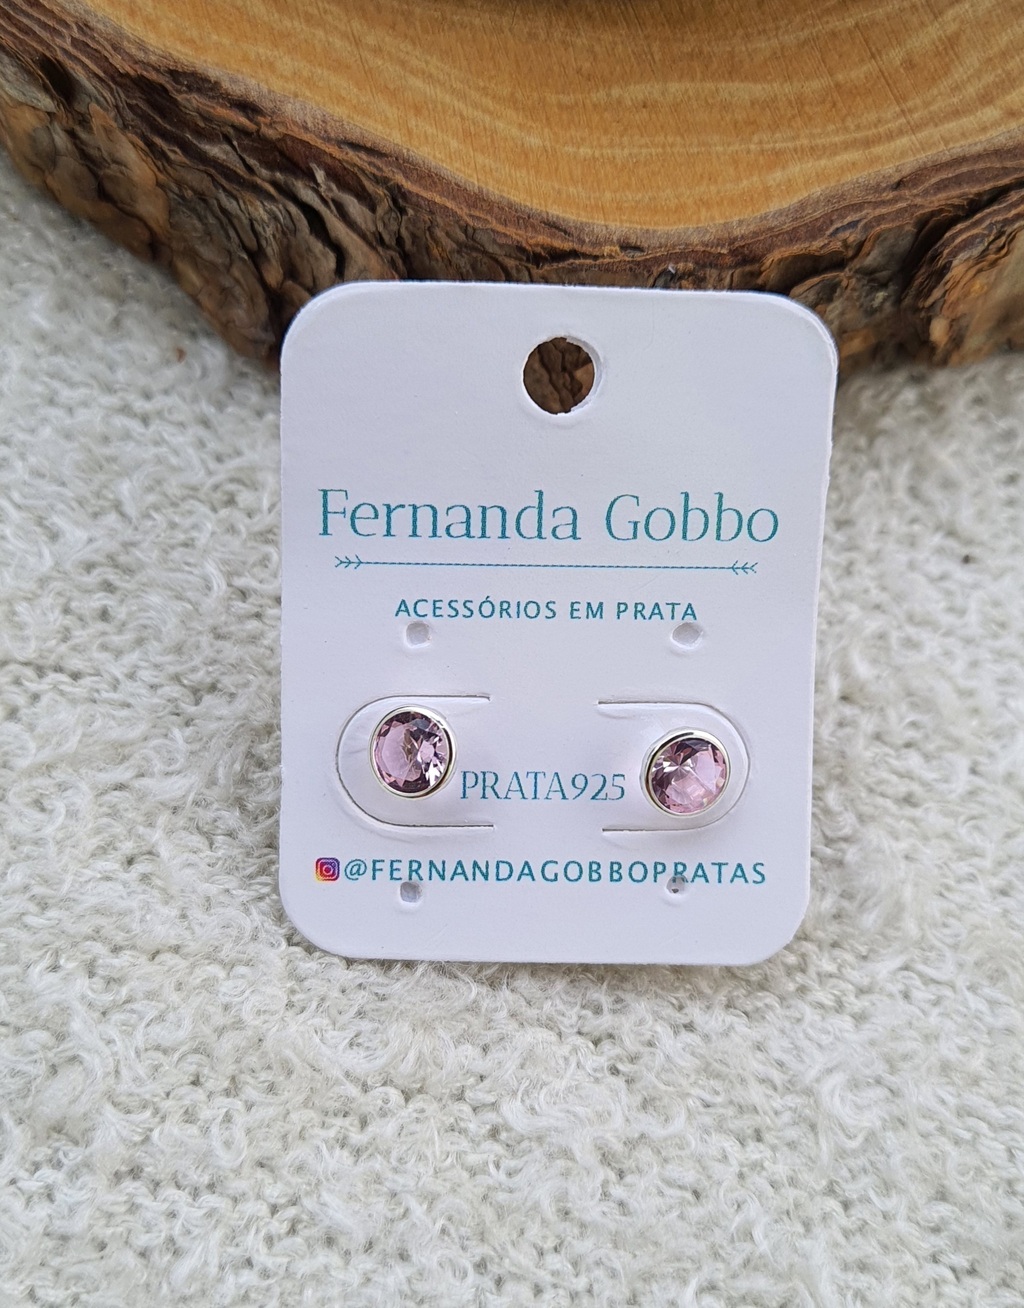 Fernanda Gobbo
ACESSÓRIOS EM PRATA
PRATA925
@FERNANDAGOBBOPRATAS